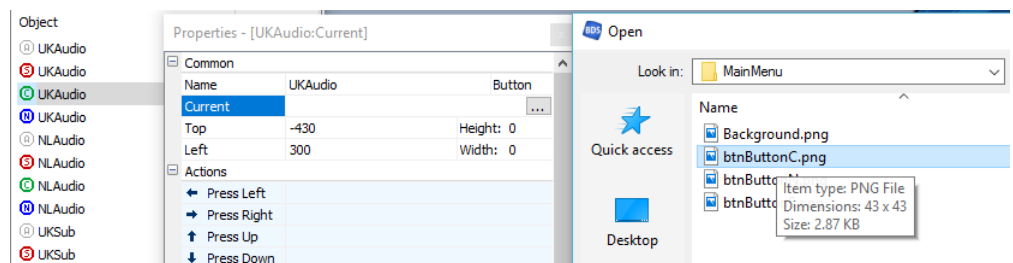 Object
UKAudio
UKAudio
UKAudio
UKAudio
NLAudio
NLAudio
NLAudio
NLAudio
UKSub
UKSub
Properties - [UKAudio:Current]
Common
Name UKAudio Button
Current ...
Top -430 Height: 0
Left 300 Width: 0
Actions
Press Left
Press Right
Press Up
Press Down
BDS Open
Look in: MainMenu
Quick access
Desktop
Name
Background.png
btnButtonC.png
Item type: PNG File
Dimensions: 43 x 43
Size: 2.87 KB